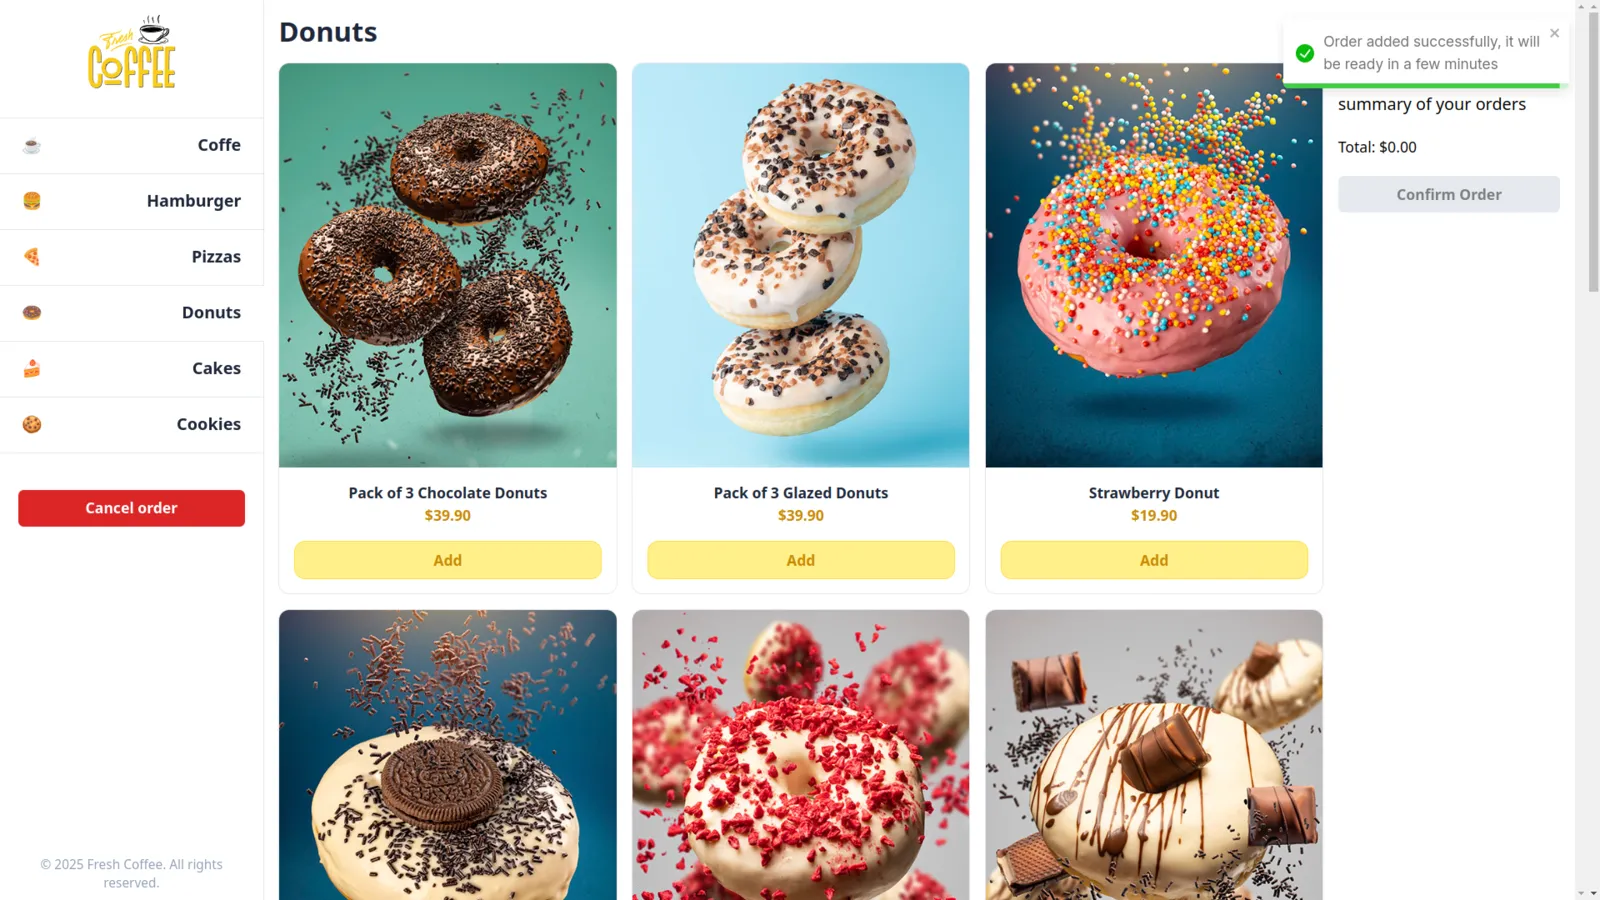 Fresh
COFFEE
Coffe
Hamburger
Pizzas
Donuts
Cakes
Cookies
Cancel order
© 2025 Fresh Coffee. All rights
reserved.
Donuts
Pack of 3 Chocolate Donuts
$39.90
Add
Pack of 3 Glazed Donuts
$39.90
Add
Strawberry Donut
$19.90
Add
Order added successfully, it will
be ready in a few minutes
summary of your orders
Total: $0.00
Confirm Order